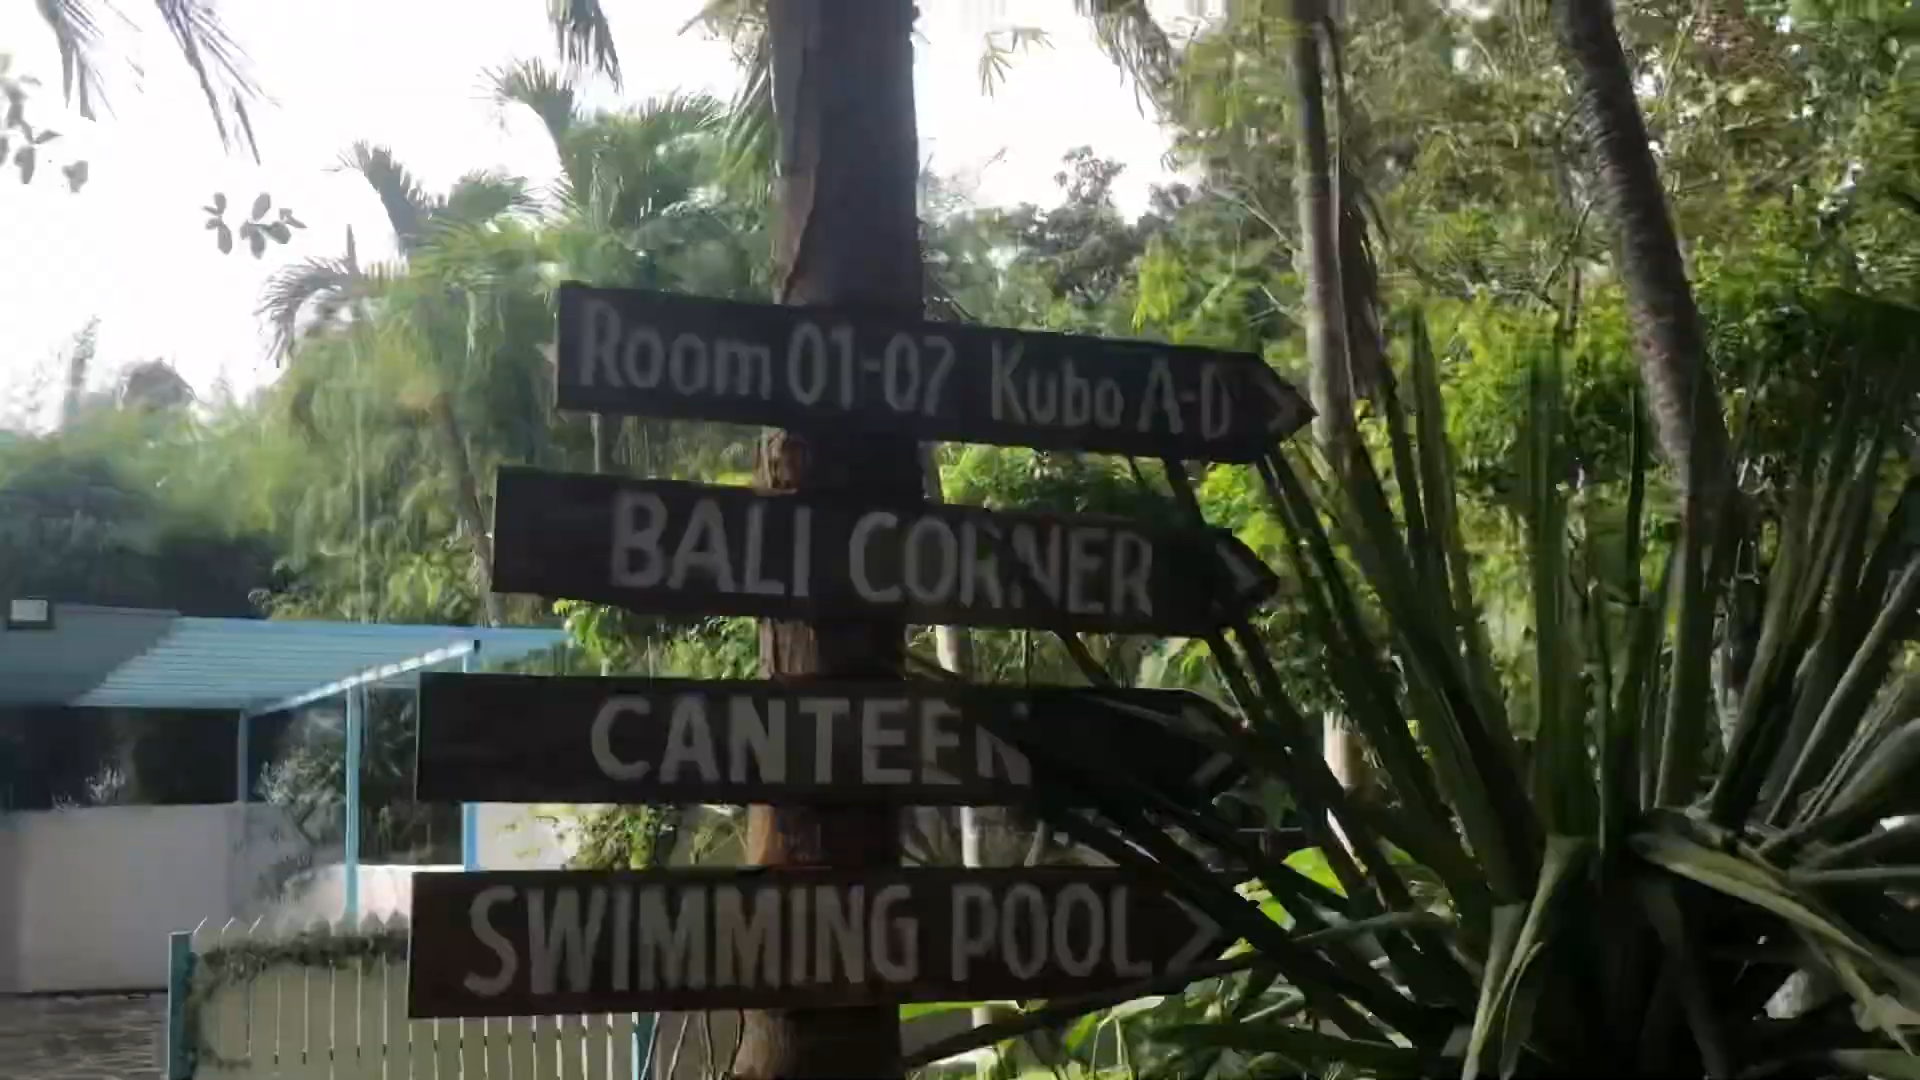 Room 01-07 Kubo A-D >
BALI CORNER >
CANTEEN >
SWIMMING POOL >